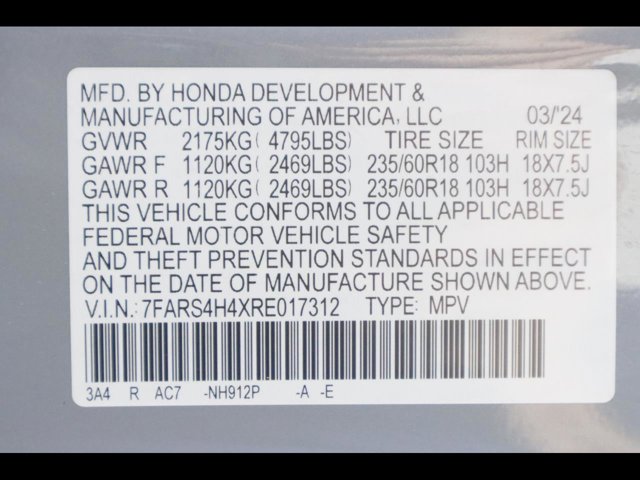 MFD. BY HONDA DEVELOPMENT &
MANUFACTURING OF AMERICA, LLC 03/'24
GVWR 2175KG( 4795LBS) TIRE SIZE RIM SIZE
GAWR F 1120KG( 2469LBS) 235/60R18 103H 18X7.5J
GAWR R 1120KG( 2469LBS) 235/60R18 103H 18X7.5J
THIS VEHICLE CONFORMS TO ALL APPLICABLE
FEDERAL MOTOR VEHICLE SAFETY
AND THEFT PREVENTION STANDARDS IN EFFECT
ON THE DATE OF MANUFACTURE SHOWN ABOVE.
V.I.N.:7FARS4H4XRE017312 TYPE: MPV
3A4 R AC7 -NH912P -A -E